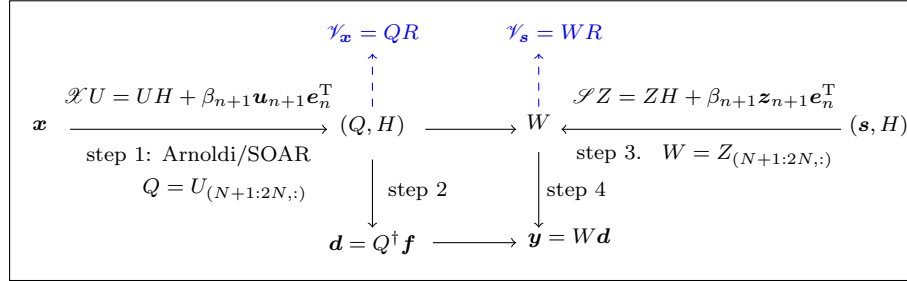 𝒱_𝒙 = QR 𝒱_𝒔 = WR
𝒳U = UH + β_{n+1}𝒖_{n+1}𝒆_n^T 𝒮Z = ZH + β_{n+1}𝒛_{n+1}𝒆_n^T
𝒙 (Q, H) W (𝒔, H)
step 1: Arnoldi/SOAR step 3. W = Z_{(N+1:2N,:)}
Q = U_{(N+1:2N,:)} step 2 step 4
𝒅 = Q^†𝒇 𝒚 = W𝒅